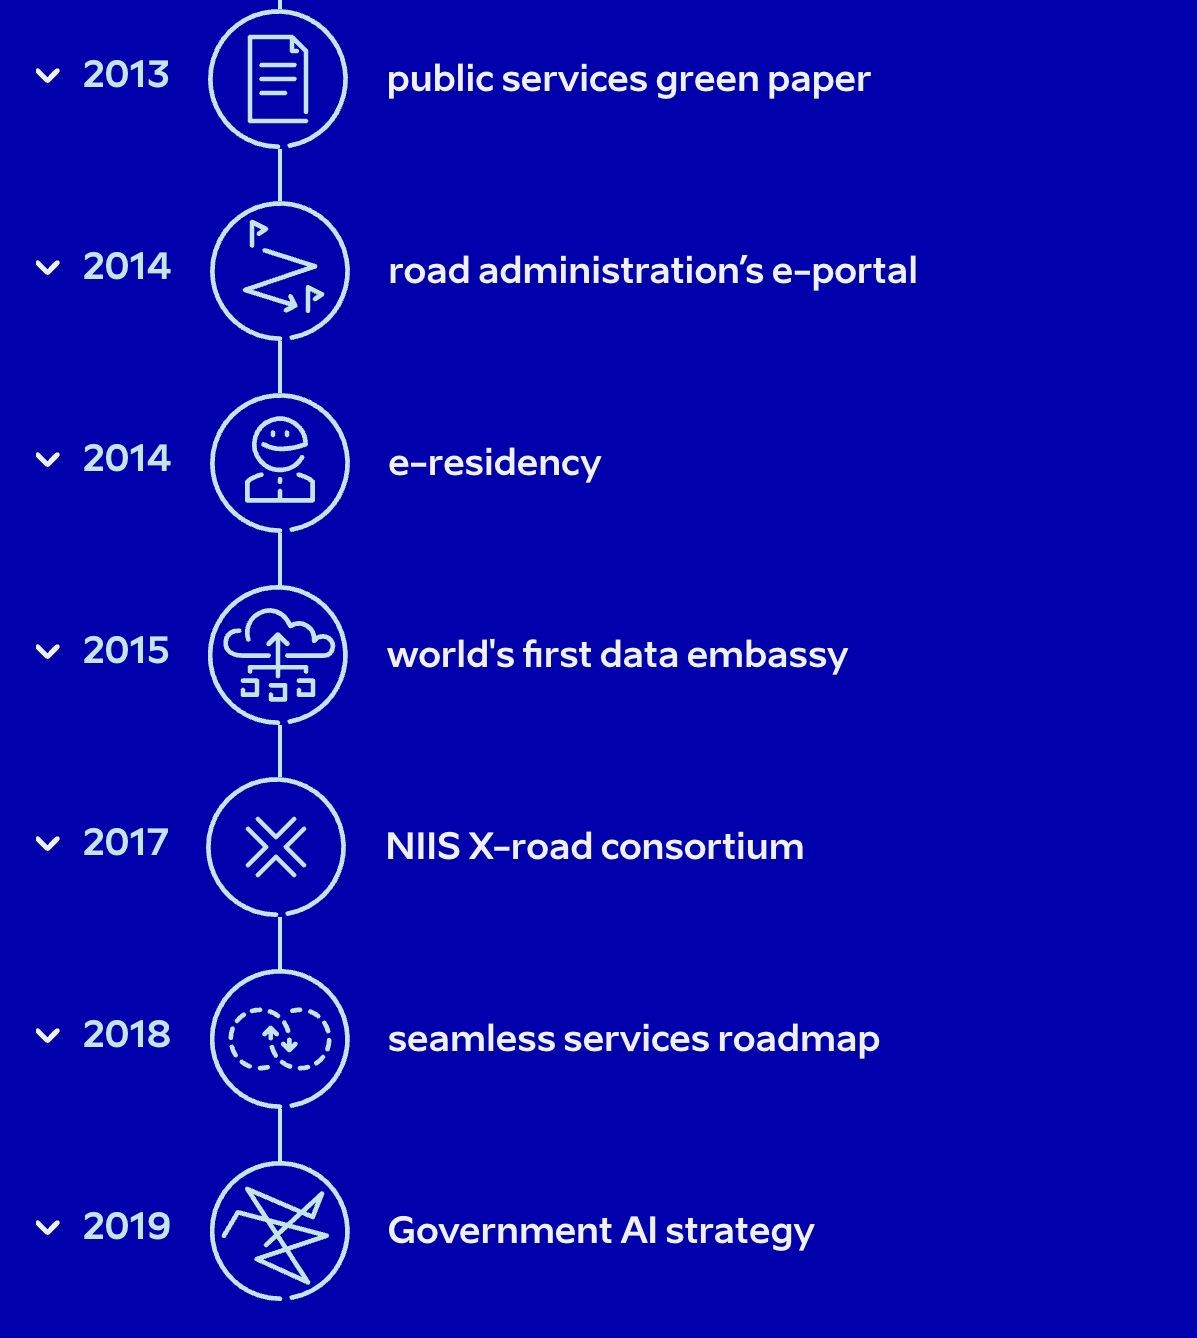 2013 public services green paper
2014 road administration’s e-portal
2014 e-residency
2015 world's first data embassy
2017 NIIS X-road consortium
2018 seamless services roadmap
2019 Government AI strategy